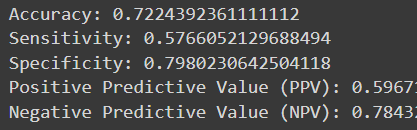 Accuracy: 0.7224392361111112
Sensitivity: 0.5766052129688494
Specificity: 0.7980230642504118
Positive Predictive Value (PPV): 0.5967
Negative Predictive Value (NPV): 0.7843